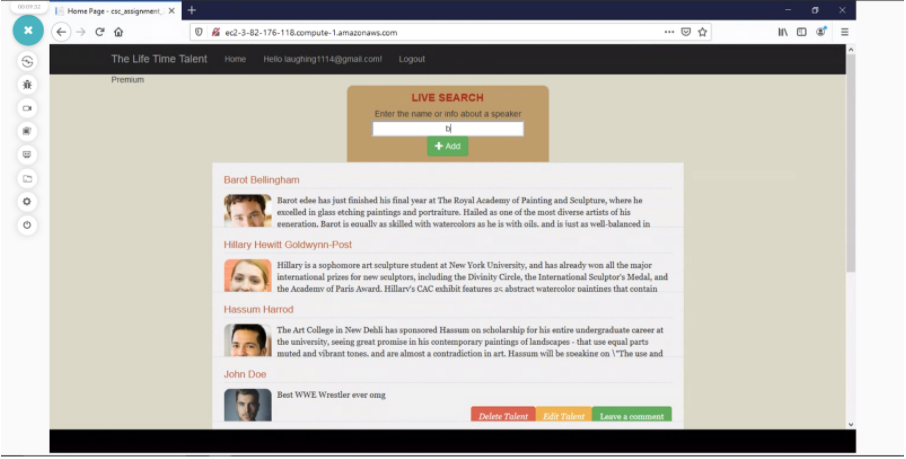 00:09:32
Home Page - csc_assignment_
ec2-3-82-176-118.compute-1.amazonaws.com
The Life Time Talent Home Hello laughing1114@gmail.com! Logout
Premium
LIVE SEARCH
Enter the name or info about a speaker
b
+ Add
Barot Bellingham
Barot edee has just finished his final year at The Royal Academy of Painting and Sculpture, where he
excelled in glass etching paintings and portraiture. Hailed as one of the most diverse artists of his
generation, Barot is equally as skilled with watercolors as he is with oils, and is just as well-balanced in
Hillary Hewitt Goldwynn-Post
Hillary is a sophomore art sculpture student at New York University, and has already won all the major
international prizes for new sculptors, including the Divinity Circle, the International Sculptor's Medal, and
the Academy of Paris Award. Hillary's CAC exhibit features 25 abstract watercolor paintings that contain
Hassum Harrod
The Art College in New Dehli has sponsored Hassum on scholarship for his entire undergraduate career at
the university, seeing great promise in his contemporary paintings of landscapes - that use equal parts
muted and vibrant tones, and are almost a contradiction in art. Hassum will be speaking on \"The use and
John Doe
Best WWE Wrestler ever omg
Delete Talent Edit Talent Leave a comment